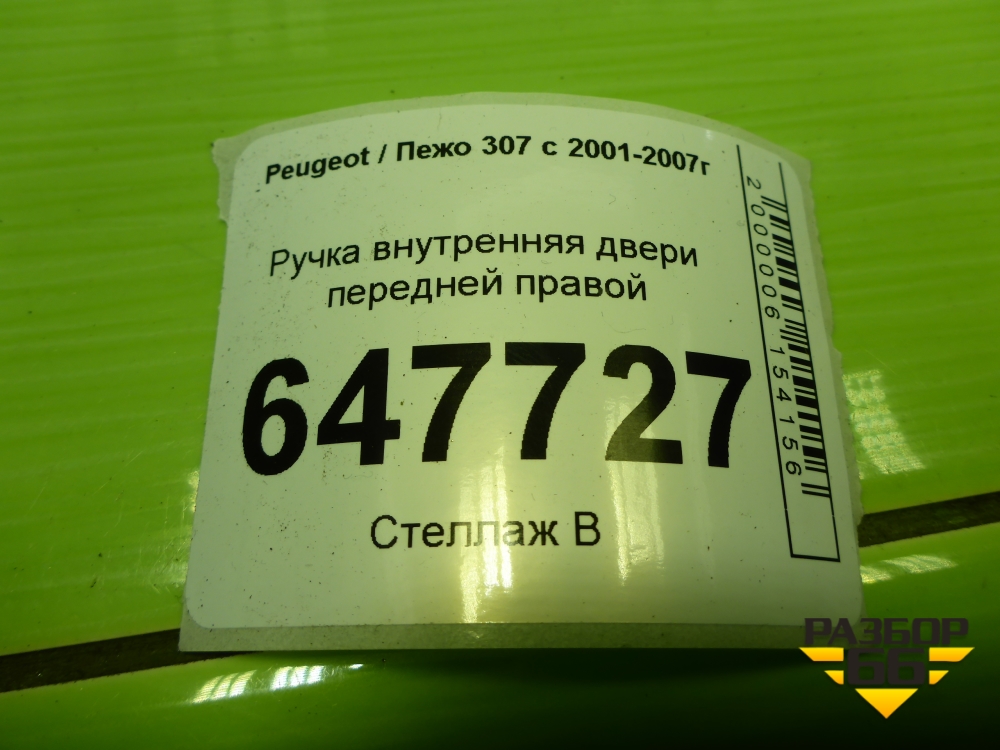 Peugeot / Пежо 307 с 2001-2007г
Ручка внутренняя двери
передней правой
647727
Стеллаж В
2000006154156
РАЗБОР
66